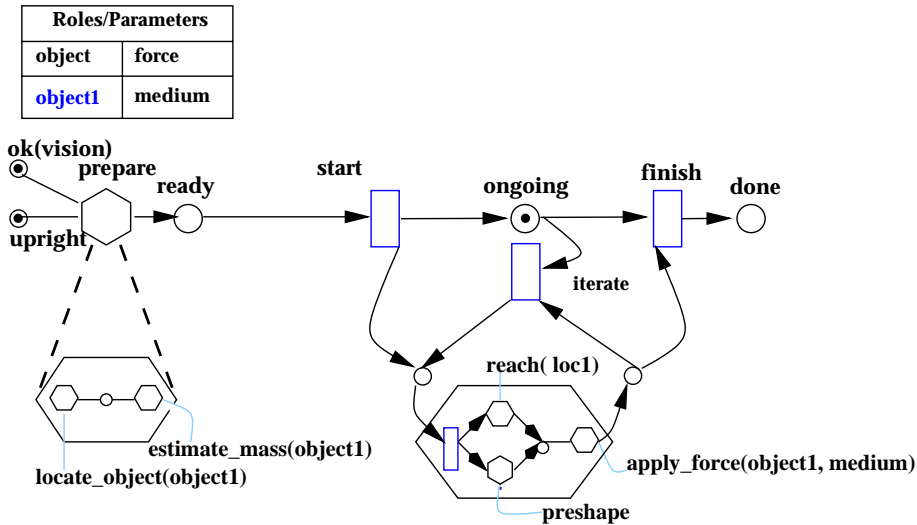 Roles/Parameters
object force
object1 medium
ok(vision)
prepare
ready
start
ongoing
finish
done
upright
iterate
reach( loc1)
estimate_mass(object1)
locate_object(object1)
apply_force(object1, medium)
preshape